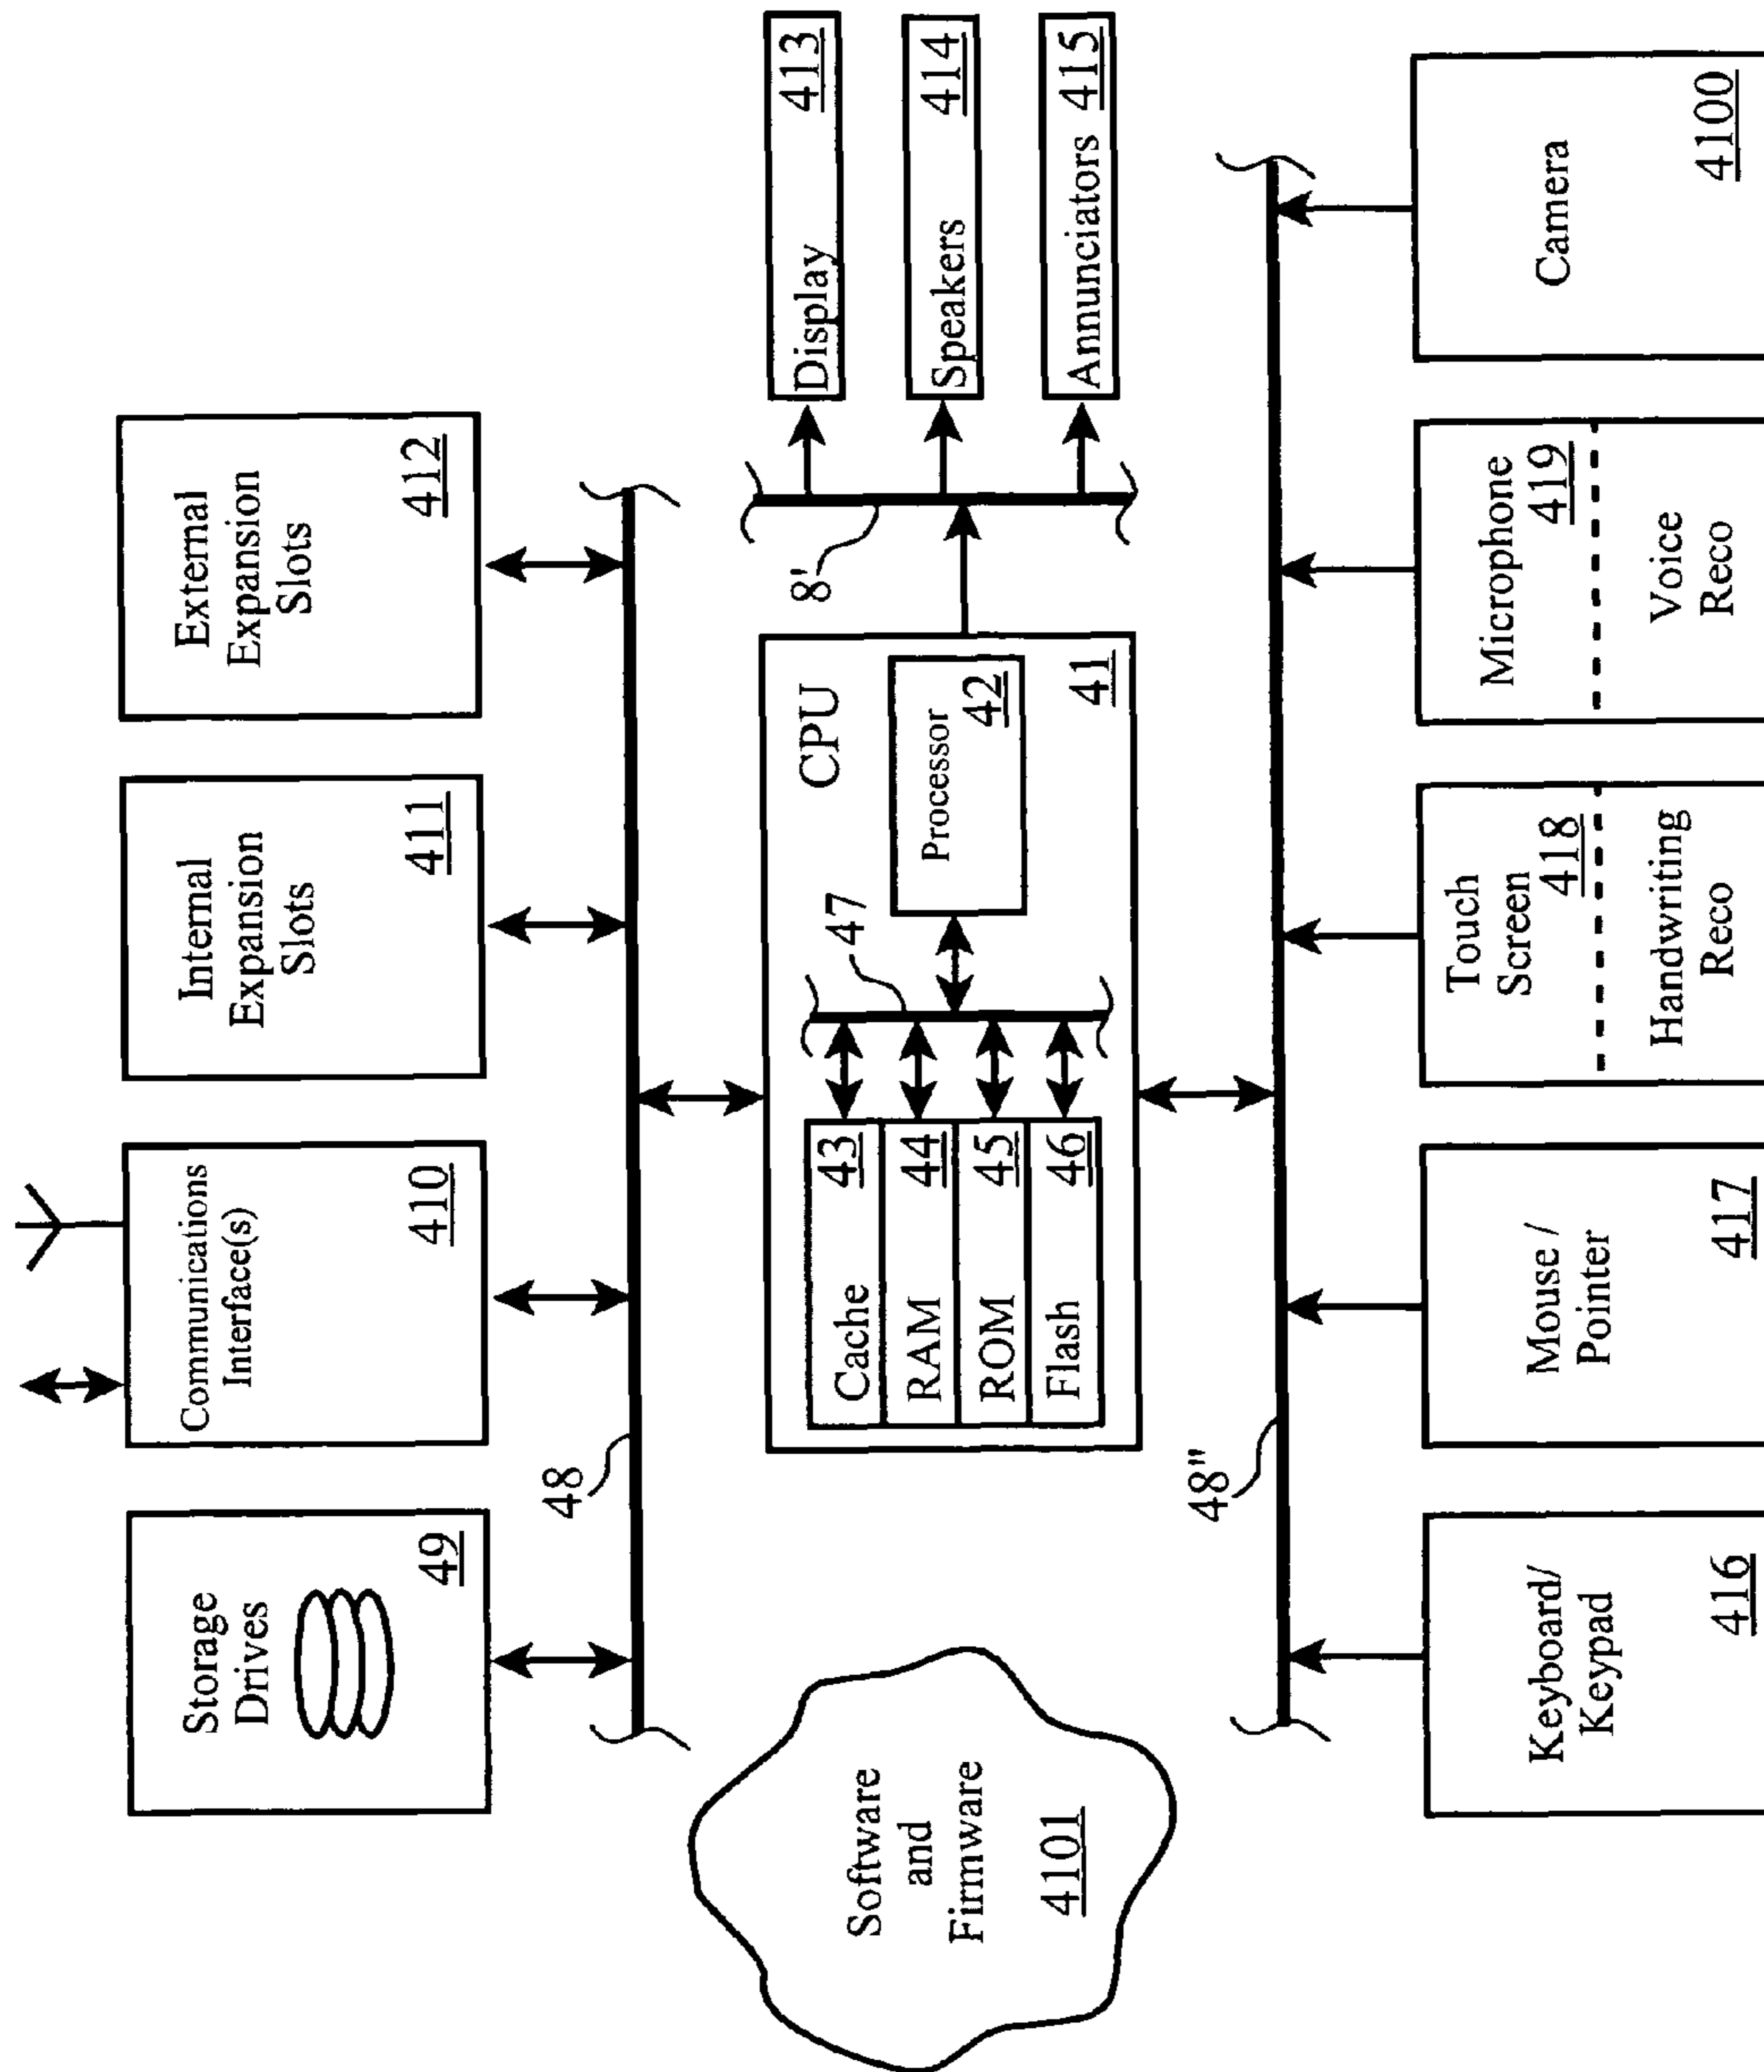 Storage
Drives
49
Communications
Interface(s)
410
Internal
Expansion
Slots
411
External
Expansion
Slots
412
48
Software
and
Firmware
4101
CPU
Cache 43
RAM 44
ROM 45
Flash 46
47
Processor
42
41
8'
Display 413
Speakers 414
Annunciators 415
48"
Keyboard/
Keypad
416
Mouse /
Pointer
417
Touch
Screen
418
Handwriting
Reco
Microphone
419
Voice
Reco
Camera
4100